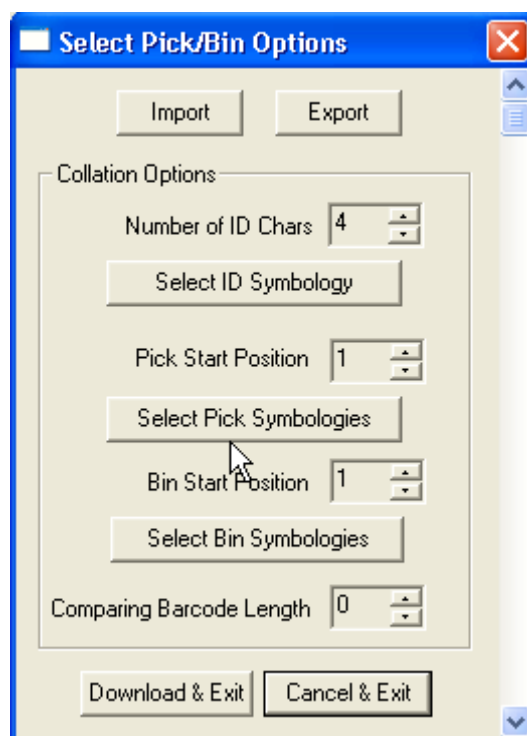 Select Pick/Bin Options
Import Export
Collation Options
Number of ID Chars 4
Select ID Symbology
Pick Start Position 1
Select Pick Symbologies
Bin Start Position 1
Select Bin Symbologies
Comparing Barcode Length 0
Download & Exit Cancel & Exit